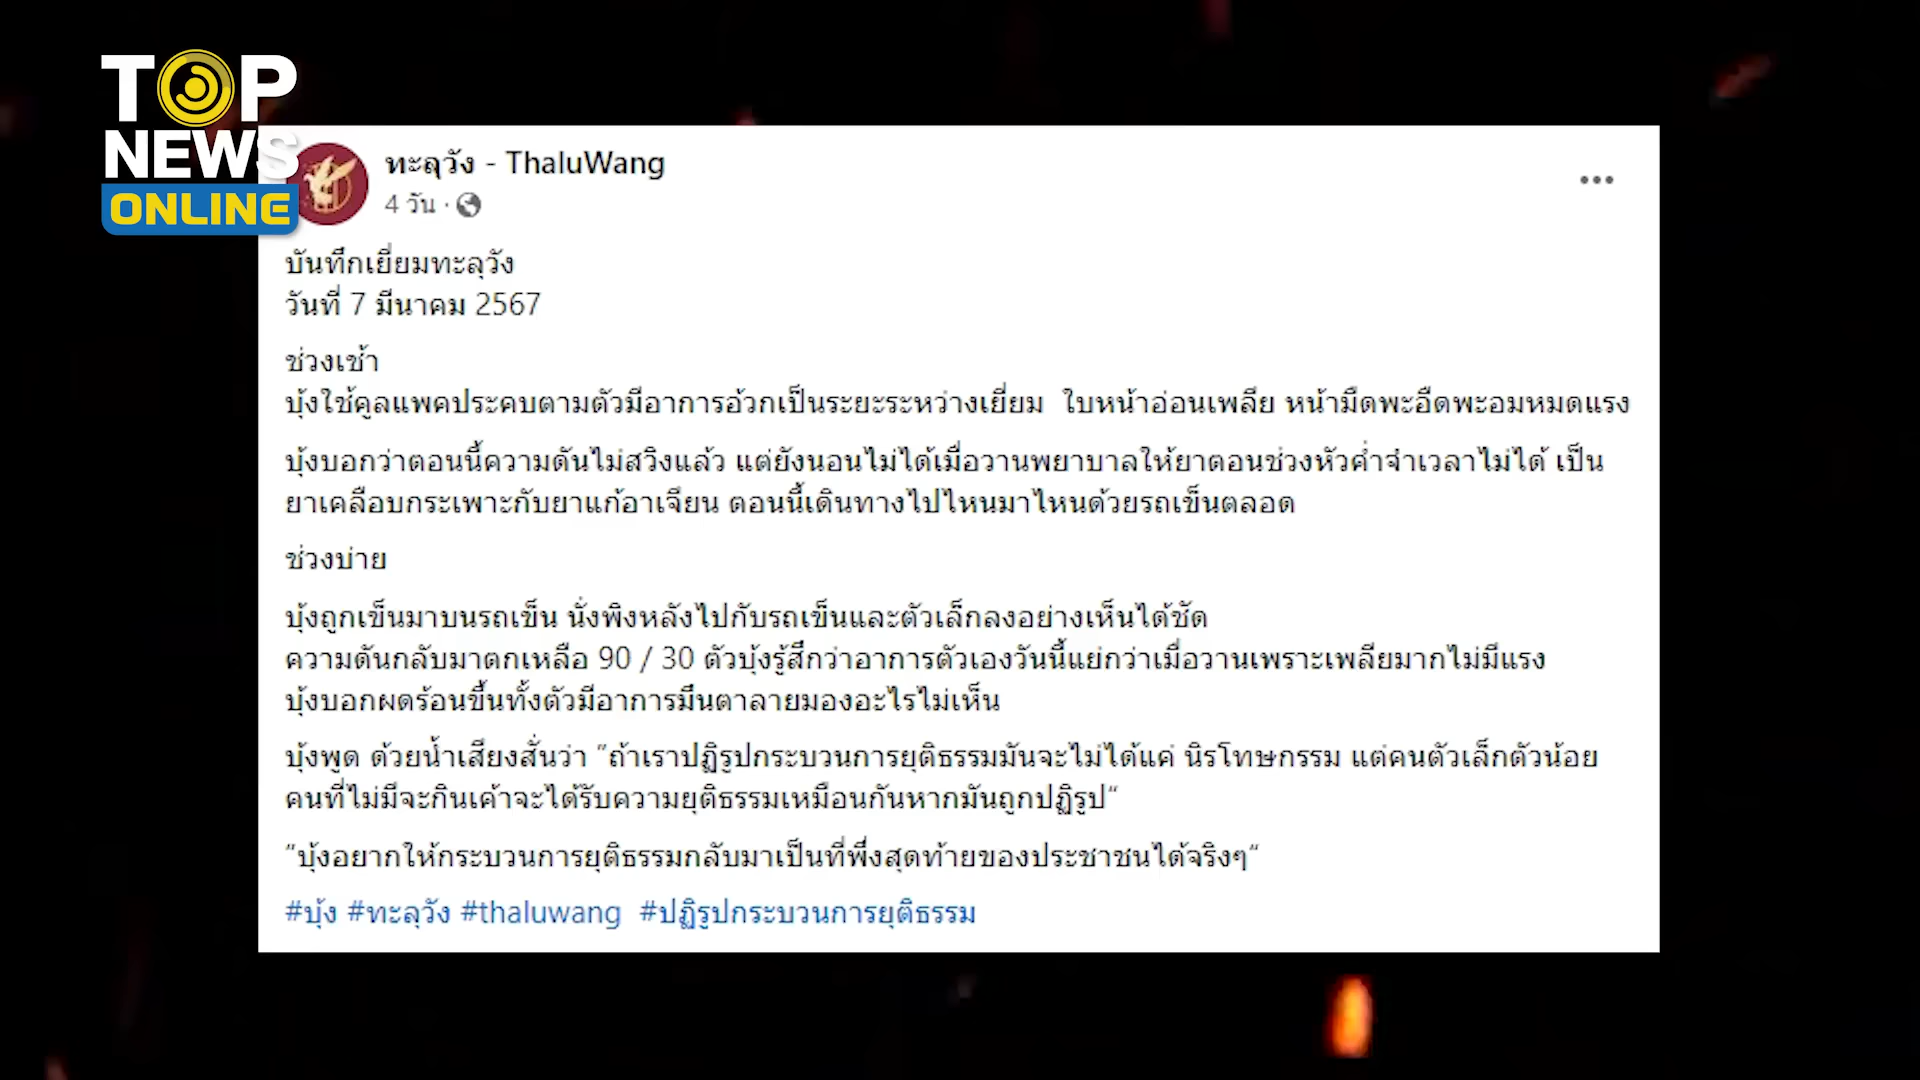 TOP
NEWS
ONLINE
ทะลุวัง - ThaluWang
4 วัน ·
บันทึกเยี่ยมทะลุวัง
วันที่ 7 มีนาคม 2567
ช่วงเช้า
บุ้งใช้คูลแพคประคบตามตัวมีอาการอ้วกเป็นระยะระหว่างเยี่ยม ใบหน้าอ่อนเพลีย หน้ามืดพะอืดพะอมหมดแรง
บุ้งบอกว่าตอนนี้ความดันไม่สวิงแล้ว แต่ยังนอนไม่ได้เมื่อวานพยาบาลให้ยาตอนช่วงหัวค่ำจำเวลาไม่ได้ เป็น
ยาเคลือบกระเพาะกับยาแก้อาเจียน ตอนนี้เดินทางไปไหนมาไหนด้วยรถเข็นตลอด
ช่วงบ่าย
บุ้งถูกเข็นมาบนรถเข็น นั่งพิงหลังไปกับรถเข็นและตัวเล็กลงอย่างเห็นได้ชัด
ความดันกลับมาตกเหลือ 90 / 30 ตัวบุ้งรู้สึกว่าอาการตัวเองวันนี้แย่กว่าเมื่อวานเพราะเพลียมากไม่มีแรง
บุ้งบอกผดร้อนขึ้นทั้งตัวมีอาการมึนตาลายมองอะไรไม่เห็น
บุ้งพูด ด้วยน้ำเสียงสั่นว่า "ถ้าเราปฏิรูปกระบวนการยุติธรรมมันจะไม่ได้แค่ นิรโทษกรรม แต่คนตัวเล็กตัวน้อย
คนที่ไม่มีจะกินเค้าจะได้รับความยุติธรรมเหมือนกันหากมันถูกปฏิรูป"
"บุ้งอยากให้กระบวนการยุติธรรมกลับมาเป็นที่พึ่งสุดท้ายของประชาชนได้จริงๆ"
#บุ้ง #ทะลุวัง #thaluwang #ปฏิรูปกระบวนการยุติธรรม